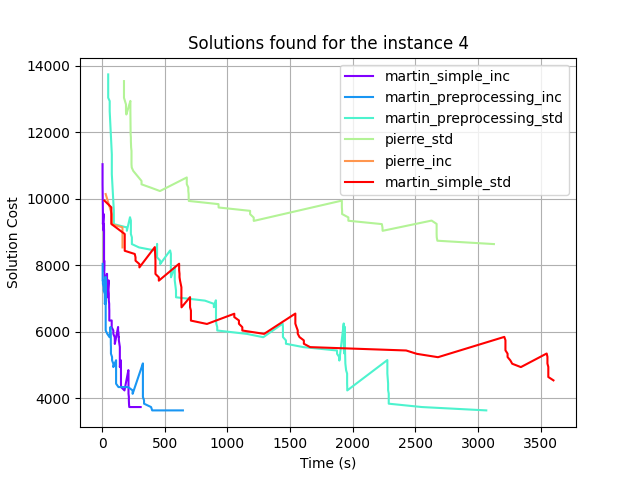 Solutions found for the instance 4
Solution Cost
14000
12000
10000
8000
6000
4000
martin_simple_inc
martin_preprocessing_inc
martin_preprocessing_std
pierre_std
pierre_inc
martin_simple_std
0 500 1000 1500 2000 2500 3000 3500
Time (s)